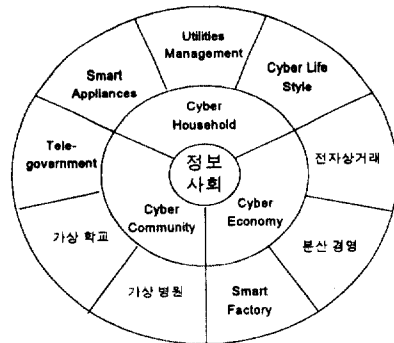 Utilities
Management
Smart
Appliances
Cyber Life
Style
Cyber
Household
Tele-
government
정보
사회
전자상거래
Cyber
Community
Cyber
Economy
가상 학교
분산 경영
가상 병원
Smart
Factory